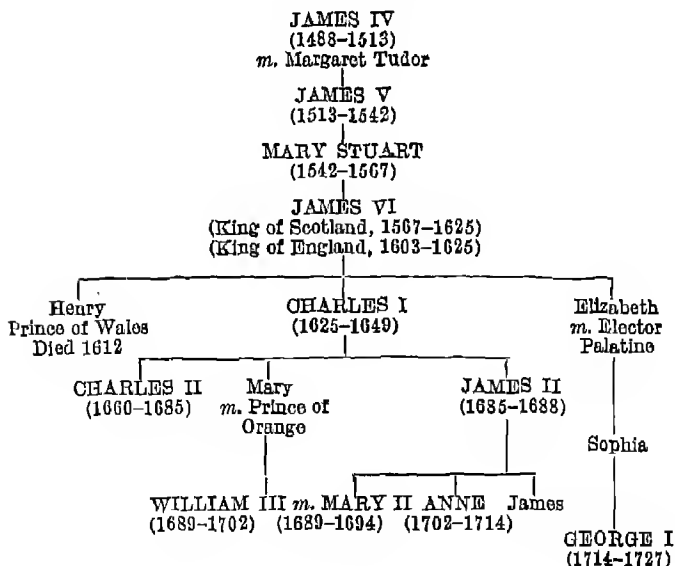 JAMES IV
(1488–1513)
m. Margaret Tudor
JAMES V
(1513–1542)
MARY STUART
(1542–1567)
JAMES VI
(King of Scotland, 1567–1625)
(King of England, 1603–1625)
Henry
Prince of Wales
Died 1612
CHARLES I
(1625–1649)
Elizabeth
m. Elector
Palatine
CHARLES II
(1660–1685)
Mary
m. Prince of
Orange
JAMES II
(1685–1688)
Sophia
WILLIAM III m. MARY II ANNE James
(1689–1702) (1689–1694) (1702–1714)
GEORGE I
(1714–1727)